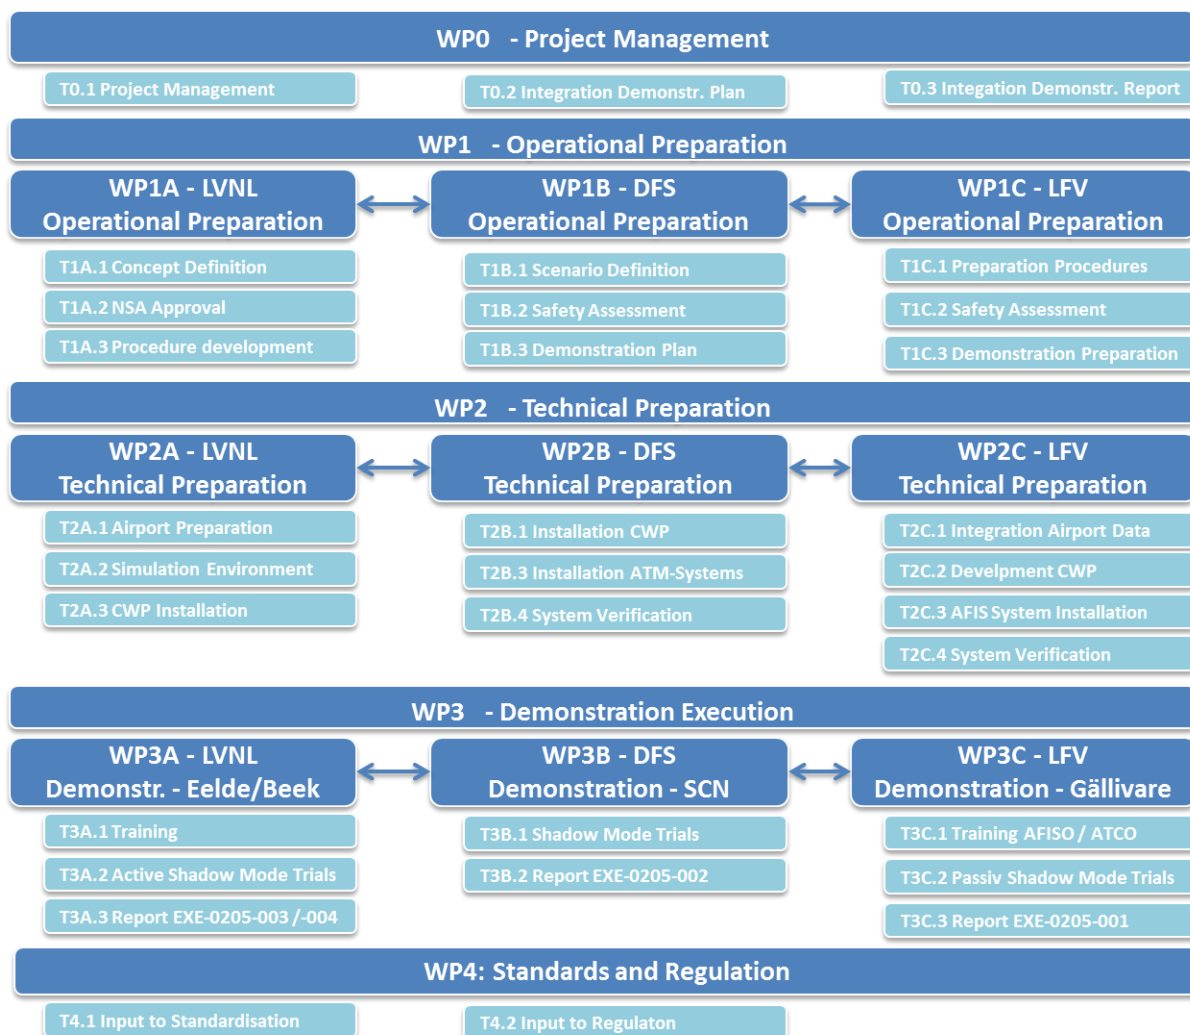 WP0 - Project Management
T0.1 Project Management
T0.2 Integration Demonstr. Plan
T0.3 Integation Demonstr. Report
WP1 - Operational Preparation
WP1A - LVNL
Operational Preparation
WP1B - DFS
Operational Preparation
WP1C - LFV
Operational Preparation
T1A.1 Concept Definition
T1A.2 NSA Approval
T1A.3 Procedure development
T1B.1 Scenario Definition
T1B.2 Safety Assessment
T1B.3 Demonstration Plan
T1C.1 Preparation Procedures
T1C.2 Safety Assessment
T1C.3 Demonstration Preparation
WP2 - Technical Preparation
WP2A - LVNL
Technical Preparation
WP2B - DFS
Technical Preparation
WP2C - LFV
Technical Preparation
T2A.1 Airport Preparation
T2A.2 Simulation Environment
T2A.3 CWP Installation
T2B.1 Installation CWP
T2B.3 Installation ATM-Systems
T2B.4 System Verification
T2C.1 Integration Airport Data
T2C.2 Develpment CWP
T2C.3 AFIS System Installation
T2C.4 System Verification
WP3 - Demonstration Execution
WP3A - LVNL
Demonstr. - Eelde/Beek
WP3B - DFS
Demonstration - SCN
WP3C - LFV
Demonstration - Gällivare
T3A.1 Training
T3A.2 Active Shadow Mode Trials
T3A.3 Report EXE-0205-003 /-004
T3B.1 Shadow Mode Trials
T3B.2 Report EXE-0205-002
T3C.1 Training AFISO / ATCO
T3C.2 Passiv Shadow Mode Trials
T3C.3 Report EXE-0205-001
WP4: Standards and Regulation
T4.1 Input to Standardisation
T4.2 Input to Regulaton